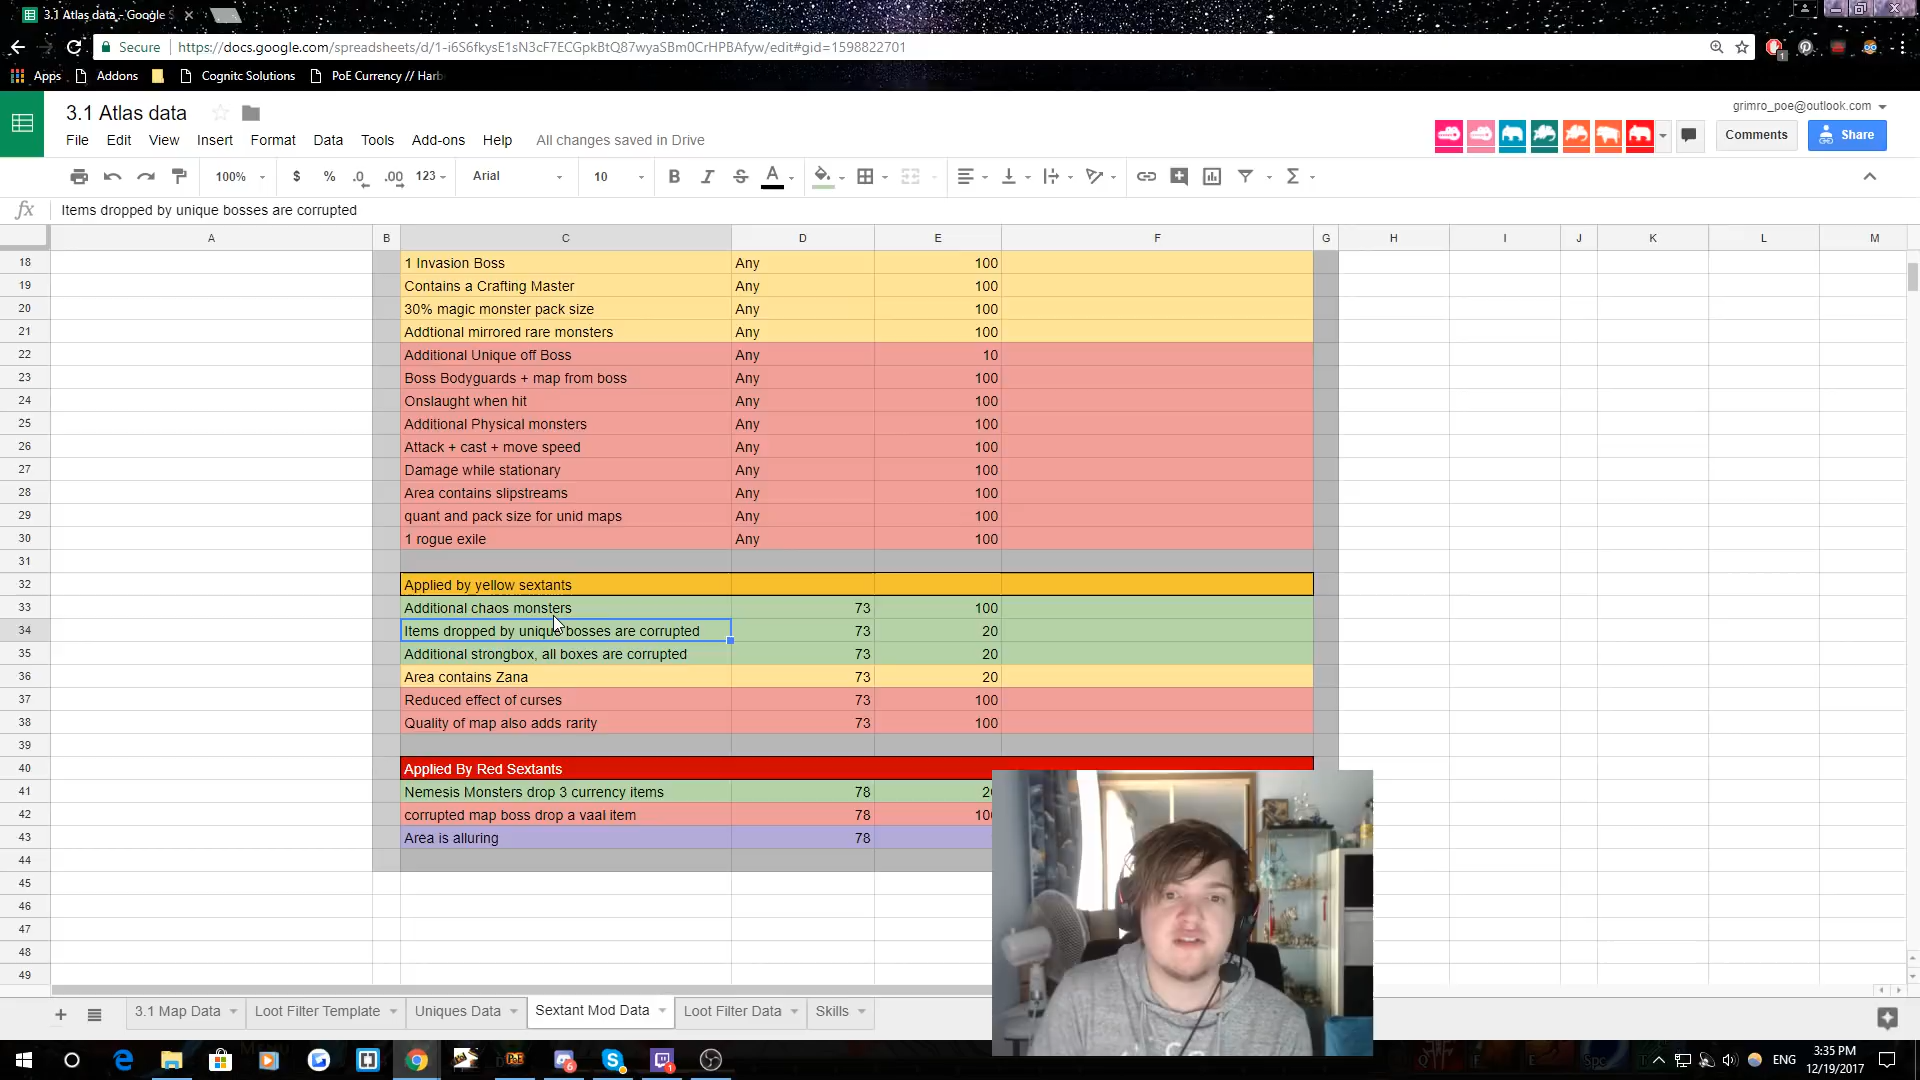 3.1 Atlas data - Google S
Secure https://docs.google.com/spreadsheets/d/1-i6S6fkysE1sN3cF7ECGpkBtQ87wyaSBm0CrHPBAfyw/edit#gid=1598822701
Apps Addons Cognitc Solutions PoE Currency // Harb
3.1 Atlas data
grimro_poe@outlook.com
File Edit View Insert Format Data Tools Add-ons Help All changes saved in Drive
Comments Share
100% $ % .0 .00 123 Arial 10 B I S A Σ
fx Items dropped by unique bosses are corrupted
A B C D E F G H I J K L M
18 1 Invasion Boss Any 100
19 Contains a Crafting Master Any 100
20 30% magic monster pack size Any 100
21 Addtional mirrored rare monsters Any 100
22 Additional Unique off Boss Any 10
23 Boss Bodyguards + map from boss Any 100
24 Onslaught when hit Any 100
25 Additional Physical monsters Any 100
26 Attack + cast + move speed Any 100
27 Damage while stationary Any 100
28 Area contains slipstreams Any 100
29 quant and pack size for unid maps Any 100
30 1 rogue exile Any 100
31
32 Applied by yellow sextants
33 Additional chaos monsters 73 100
34 Items dropped by unique bosses are corrupted 73 20
35 Additional strongbox, all boxes are corrupted 73 20
36 Area contains Zana 73 20
37 Reduced effect of curses 73 100
38 Quality of map also adds rarity 73 100
39
40 Applied By Red Sextants
41 Nemesis Monsters drop 3 currency items 78
42 corrupted map boss drop a vaal item 78
43 Area is alluring 78
44
45
46
47
48
49
3.1 Map Data Loot Filter Template Uniques Data Sextant Mod Data Loot Filter Data Skills
ENG 3:35 PM
12/19/2017